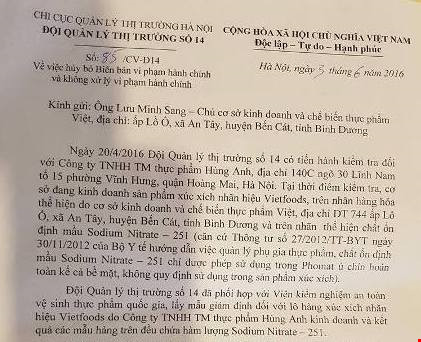 CHI CỤC QUẢN LÝ THỊ TRƯỜNG HÀ NỘI
ĐỘI QUẢN LÝ THỊ TRƯỜNG SỐ 14
CỘNG HÒA XÃ HỘI CHỦ NGHĨA VIỆT NAM
Độc lập – Tự do – Hạnh phúc
Số: 85 /CV-Đ14
Về việc hủy bỏ Biên bản vi phạm hành chính
và không xử lý vi phạm hành chính
Hà Nội, ngày 3 tháng 6 năm 2016
Kính gửi: Ông Lưu Minh Sang – Chủ cơ sở kinh doanh và chế biến thực phẩm
Việt, địa chỉ: ấp Lồ Ồ, xã An Tây, huyện Bến Cát, tỉnh Bình Dương
Ngày 20/4/2016 Đội Quản lý thị trường số 14 có tiến hành kiểm tra đối
với Công ty TNHH TM thực phẩm Hùng Anh, địa chỉ 140C ngõ 30 Lĩnh Nam
tổ 15 phường Vĩnh Hưng, quận Hoàng Mai, Hà Nội. Tại thời điểm kiểm tra, cơ
sở đang kinh doanh sản phẩm xúc xích nhãn hiệu Vietfoods, trên nhãn hàng hóa
thể hiện do cơ sở kinh doanh và chế biến thực phẩm Việt, địa chỉ DT 744 ấp Lồ
Ồ, xã An Tây, huyện Bến Cát, tỉnh Bình Dương và trên nhãn thể hiện chất ổn
định mầu Sodium Nitrate – 251 (căn cứ Thông tư số 27/2012/TT-BYT ngày
30/11/2012 của Bộ Y tế hướng dẫn việc quản lý phụ gia thực phẩm, chất ổn định
mầu Sodium Nitrate – 251 chỉ được phép sử dụng trong Phomat ủ chín hoàn
toàn kể cả bề mặt, không quy định sử dụng trong sản phẩm xúc xích).
Đội Quản lý thị trường số 14 đã phối hợp với Viện kiểm nghiệm an toàn
vệ sinh thực phẩm quốc gia, lấy mẫu giám định đối với lô hàng xúc xích nhãn
hiệu Vietfoods do Công ty TNHH TM thực phẩm Hùng Anh kinh doanh và kết
quả các mẫu hàng trên đều chứa hàm lượng Sodium Nitrate – 251.